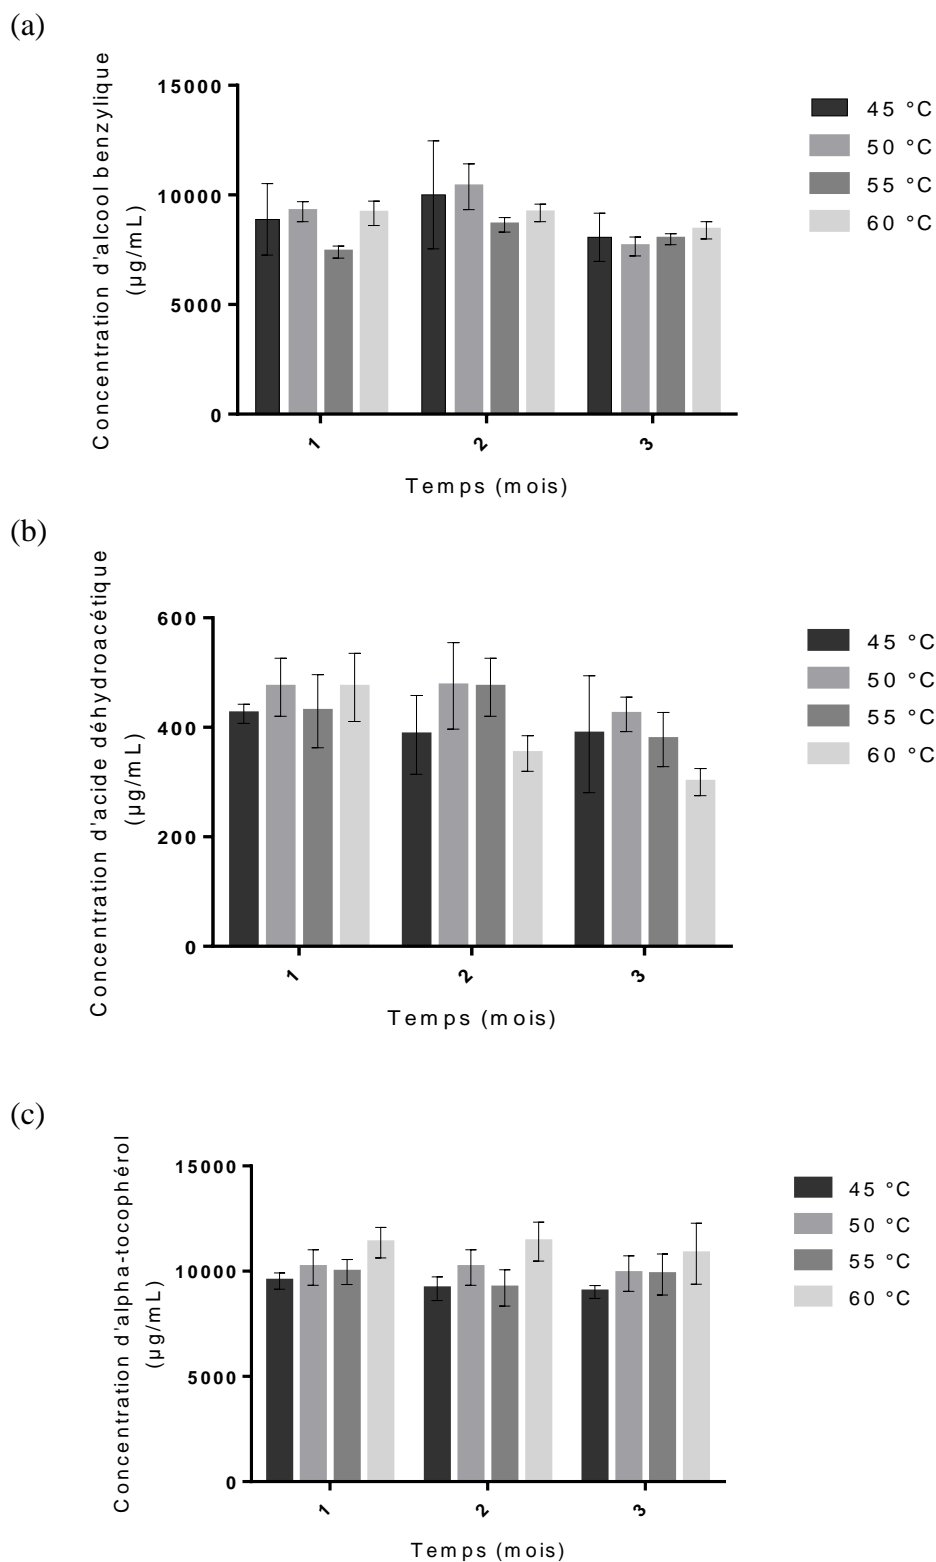 (a)
Concentration d'alcool benzylique
(µg/mL)
15000
10000
5000
0
1
2
3
Temps (mois)
45 °C
50 °C
55 °C
60 °C
(b)
Concentration d'acide déhydroacétique
(µg/mL)
600
400
200
0
1
2
3
Temps (mois)
45 °C
50 °C
55 °C
60 °C
(c)
Concentration d'alpha-tocophérol
(µg/mL)
15000
10000
5000
0
1
2
3
Temps (mois)
45 °C
50 °C
55 °C
60 °C